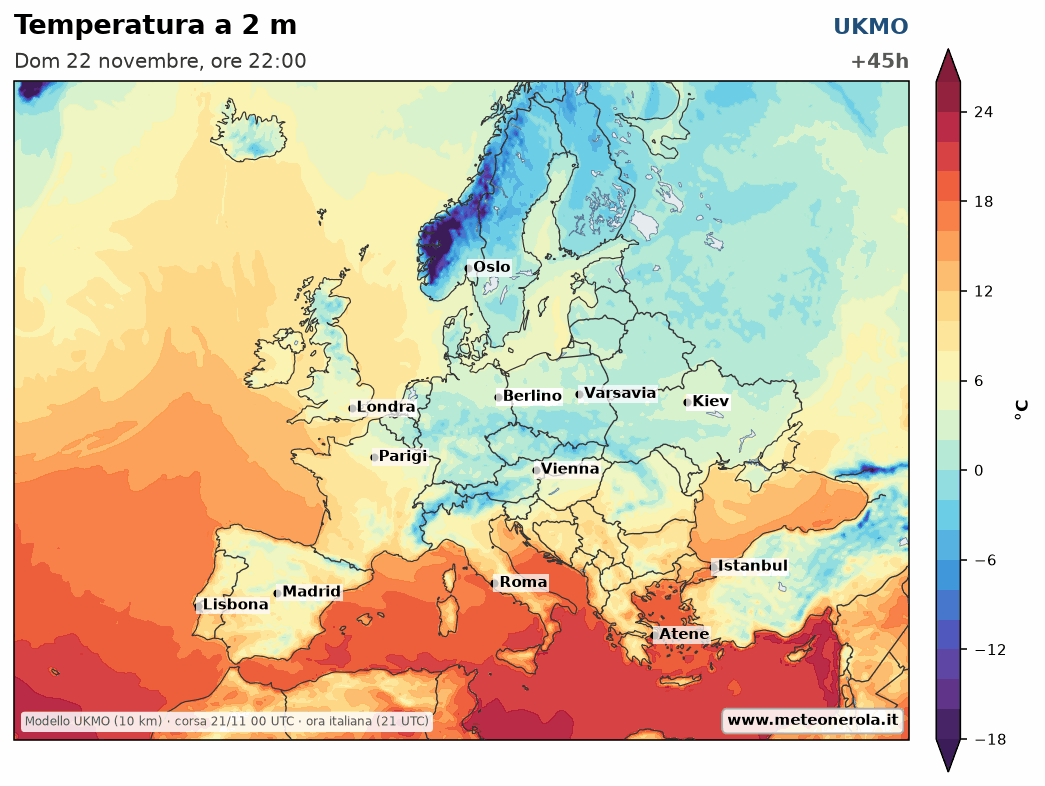 Temperatura a 2 m
UKMO
Dom 22 novembre, ore 22:00
+45h
24
18
12
6
0
−6
−12
−18
°C
Oslo
Berlino
Varsavia
Kiev
Londra
Parigi
Vienna
Istanbul
Roma
Madrid
Lisbona
Atene
Modello UKMO (10 km) · corsa 21/11 00 UTC · ora italiana (21 UTC)
www.meteonerola.it